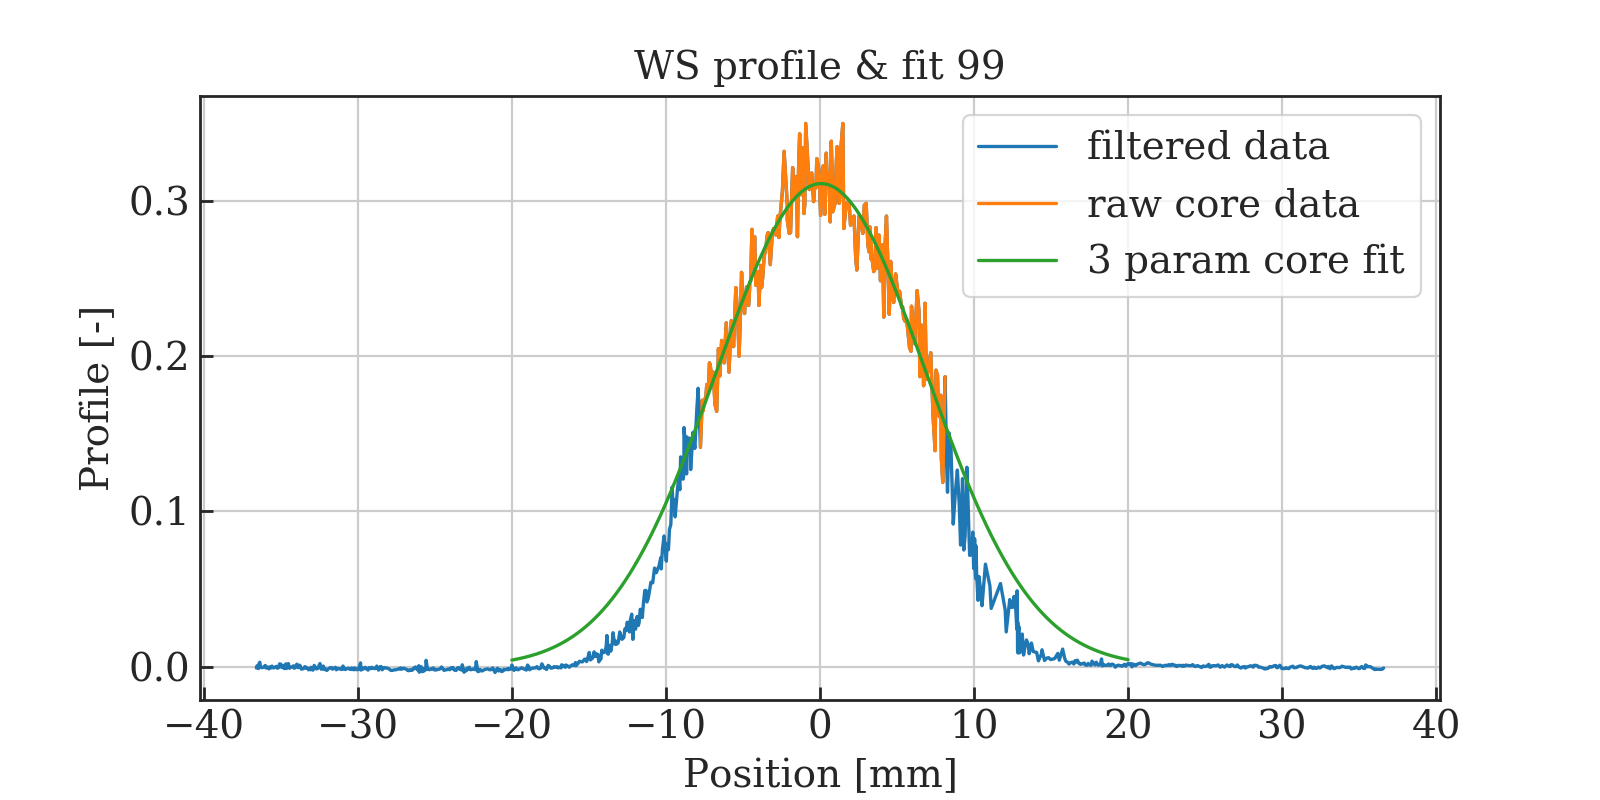 WS profile & fit 99
filtered data
raw core data
3 param core fit
Profile [-]
0.3
0.2
0.1
0.0
−40 −30 −20 −10 0 10 20 30 40
Position [mm]